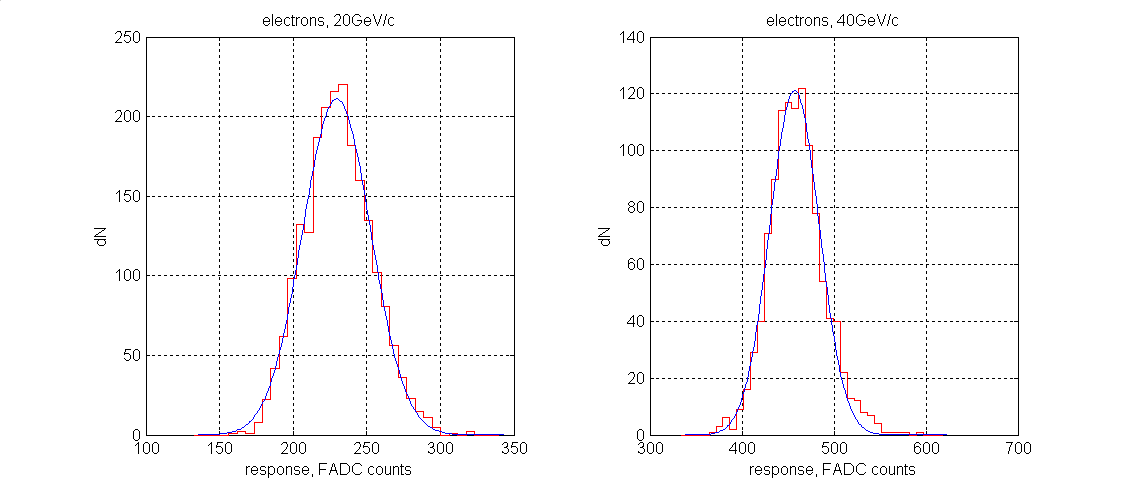 electrons, 20GeV/c
250
200
150
100
50
0
dN
100 150 200 250 300 350
response, FADC counts
electrons, 40GeV/c
140
120
100
80
60
40
20
0
dN
300 400 500 600 700
response, FADC counts